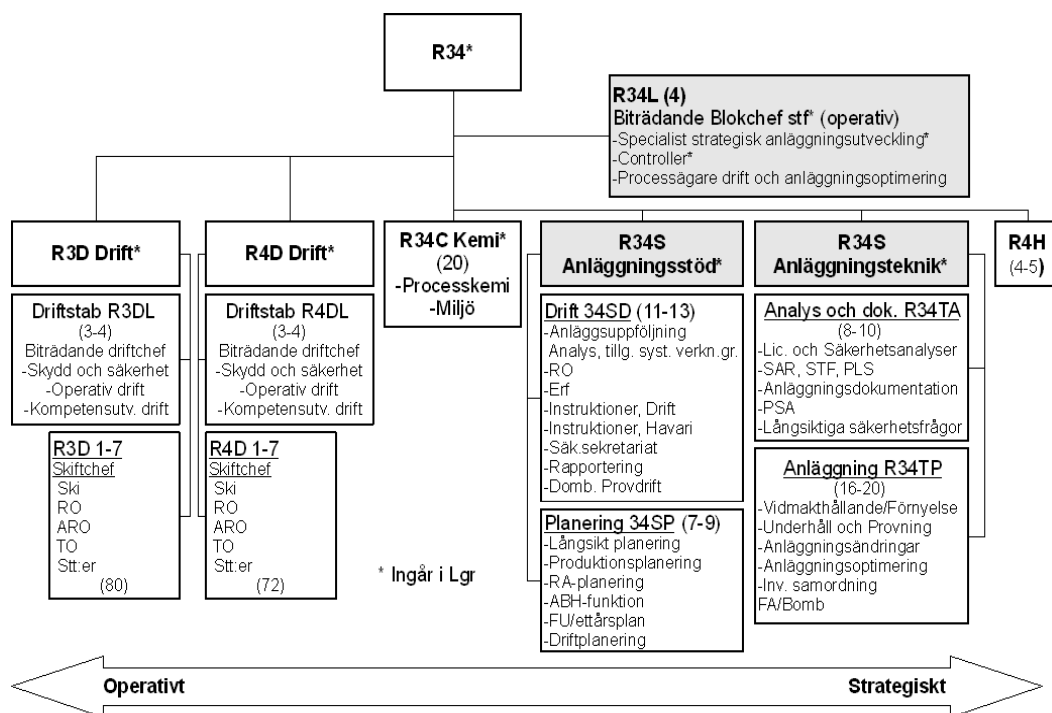 R34*
R34L (4)
Biträdande Blokchef stf* (operativ)
-Specialist strategisk anläggningsutveckling*
-Controller*
-Processägare drift och anläggningsoptimering
R3D Drift*
R4D Drift*
R34C Kemi*
(20)
-Processkemi
-Miljö
R34S
Anläggningsstöd*
R34S
Anläggningsteknik*
R4H
(4-5)
Driftstab R3DL
(3-4)
Biträdande driftchef
-Skydd och säkerhet
-Operativ drift
-Kompetensutv. drift
Driftstab R4DL
(3-4)
Biträdande driftchef
-Skydd och säkerhet
-Operativ drift
-Kompetensutv. drift
Drift 34SD (11-13)
-Anläggsuppföljning
Analys, tillg. syst. verkn.gr.
-RO
-Erf
-Instruktioner, Drift
-Instruktioner, Havari
-Säk.sekretariat
-Rapportering
-Domb. Provdrift
Analys och dok. R34TA
(8-10)
-Lic. och Säkerhetsanalyser
-SAR, STF, PLS
-Anläggningsdokumentation
-PSA
-Långsiktiga säkerhetsfrågor
R3D 1-7
Skiftchef
Ski
RO
ARO
TO
Stt:er
(80)
R4D 1-7
Skiftchef
Ski
RO
ARO
TO
Stt:er
(72)
* Ingår i Lgr
Planering 34SP (7-9)
-Långsikt planering
-Produktionsplanering
-RA-planering
-ABH-funktion
-FU/ettårsplan
-Driftplanering
Anläggning R34TP
(16-20)
-Vidmakthållande/Förnyelse
-Underhåll och Provning
-Anläggningsändringar
-Anläggningsoptimering
-Inv. samordning
FA/Bomb
Operativt
Strategiskt